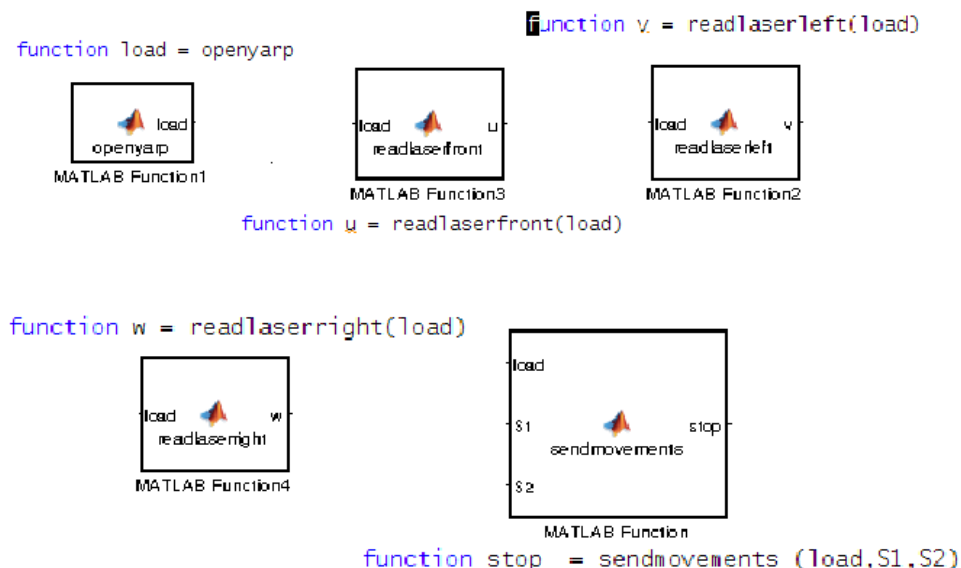 function v = readlaserleft(load)
function load = openyarp
load
openyarp
MATLAB Function1
load u
readlaserfront
MATLAB Function3
load v
readlaserleft
MATLAB Function2
function u = readlaserfront(load)
function w = readlaserright(load)
load w
readlaserright
MATLAB Function4
load
S1 stop
sendmovements
S2
MATLAB Function
function stop = sendmovements (load,S1,S2)